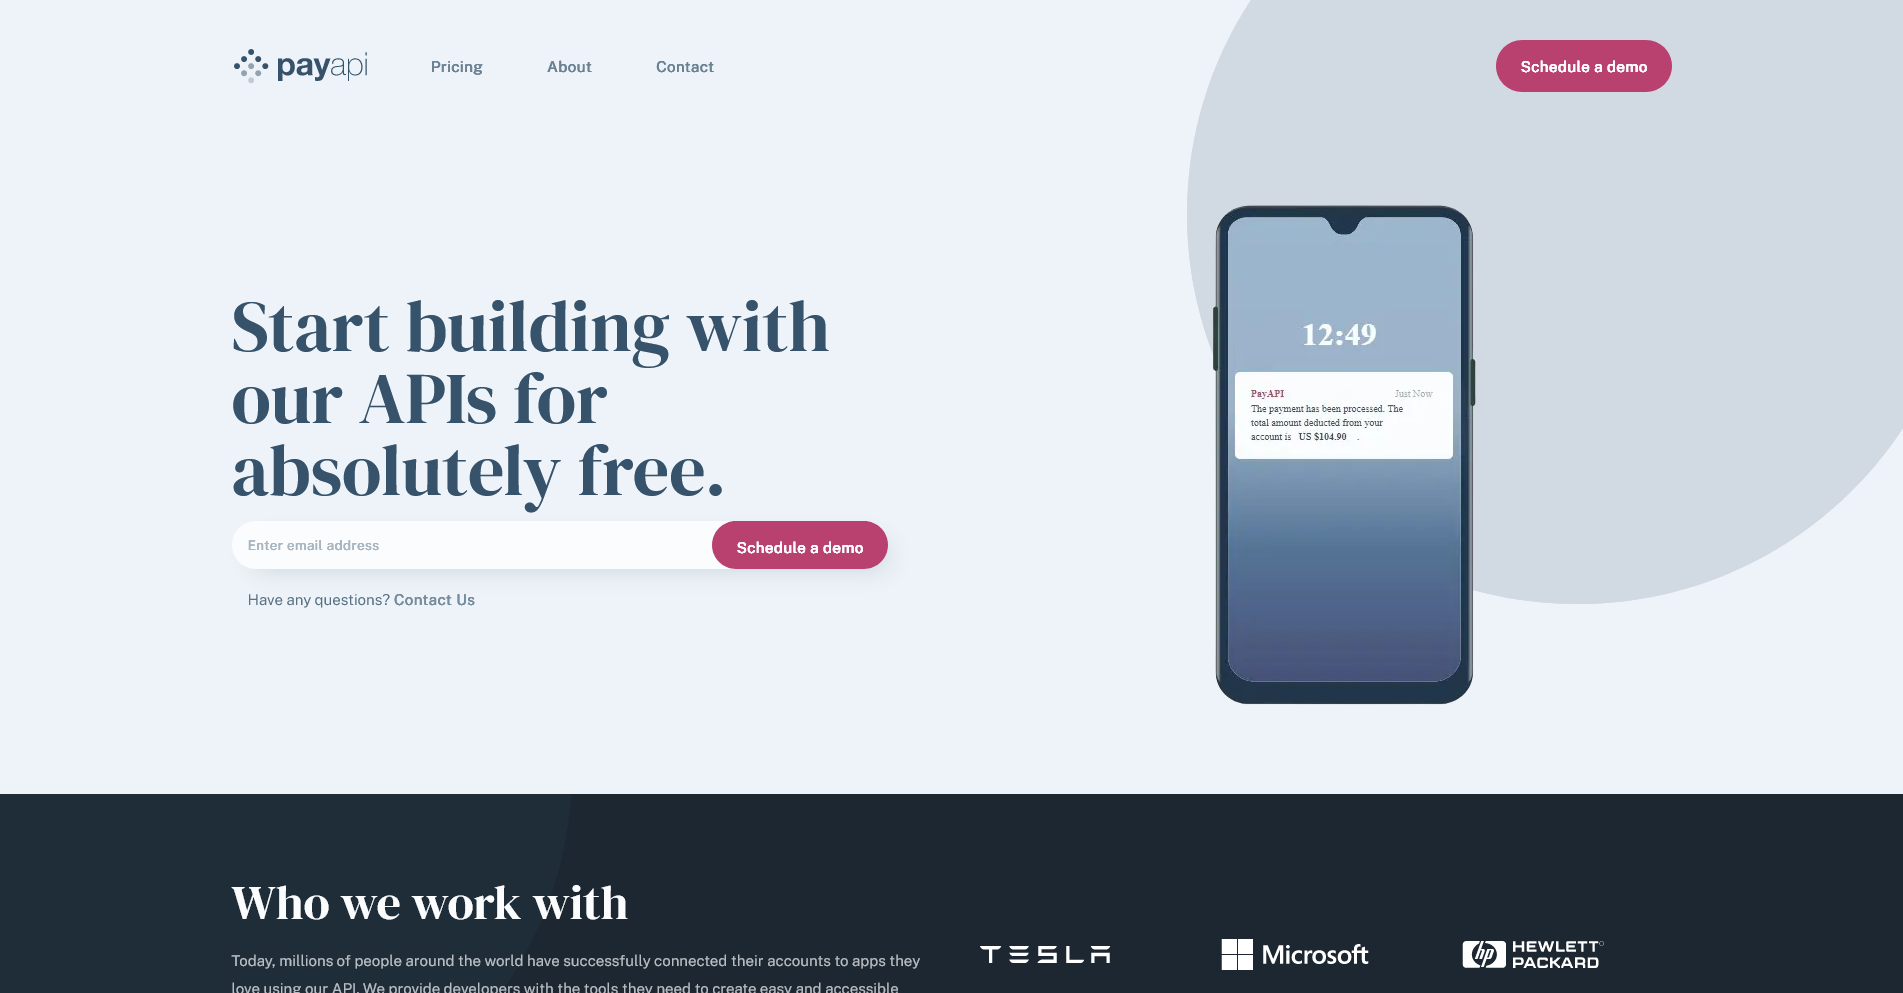 payapi
Pricing
About
Contact
Schedule a demo
Start building with
our APIs for
absolutely free.
Enter email address
Schedule a demo
Have any questions? Contact Us
12:49
PayAPI
Just Now
The payment has been processed. The
total amount deducted from your
account is US $104.90 .
Who we work with
Today, millions of people around the world have successfully connected their accounts to apps they
love using our API. We provide developers with the tools they need to create easy and accessible
TESLA
Microsoft
hp
HEWLETT
PACKARD